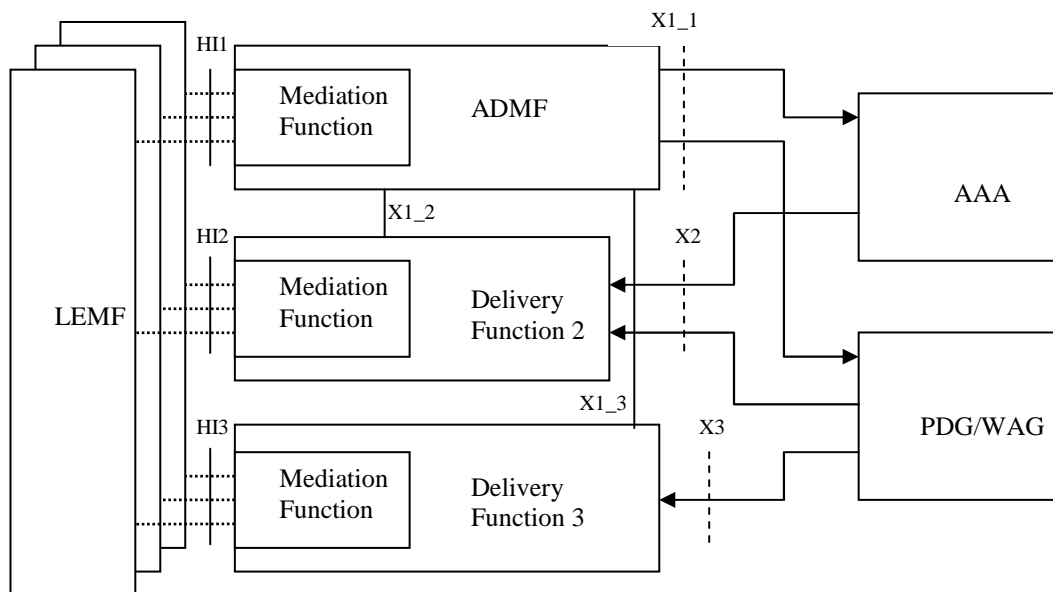 X1_1
HI1
Mediation
Function
ADMF
AAA
X1_2
HI2
X2
Mediation
Function
Delivery
Function 2
LEMF
X1_3
HI3
X3
PDG/WAG
Mediation
Function
Delivery
Function 3